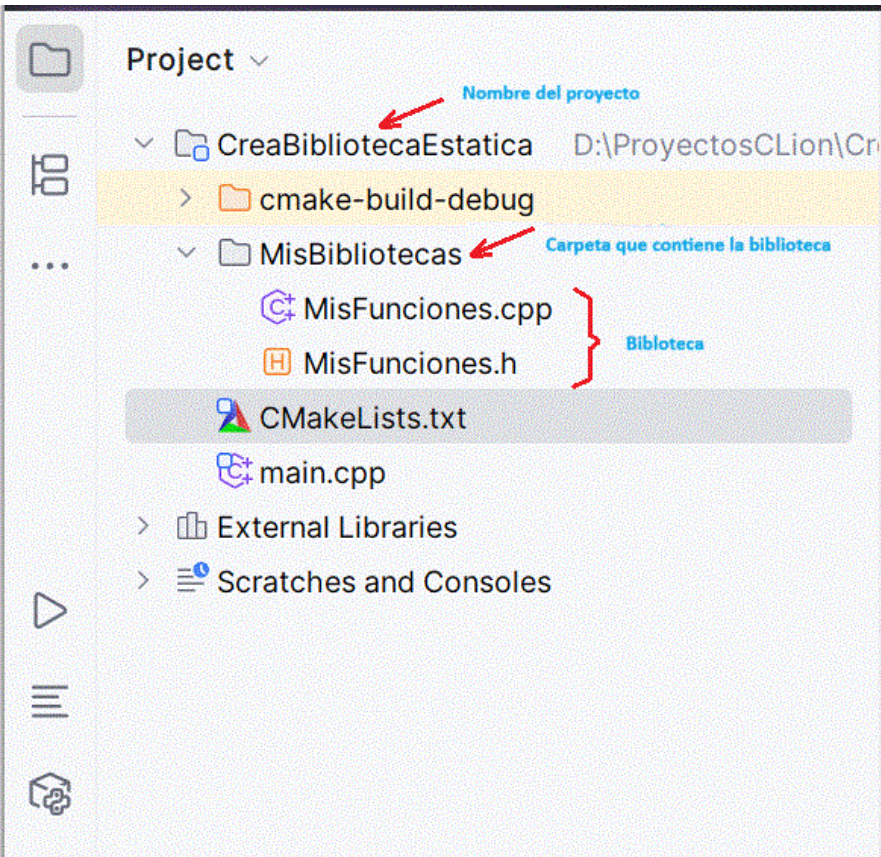 Project
Nombre del proyecto
CreaBibliotecaEstatica D:\ProyectosCLion\Cr
cmake-build-debug
MisBibliotecas
Carpeta que contiene la biblioteca
MisFunciones.cpp
Bibloteca
MisFunciones.h
CMakeLists.txt
main.cpp
External Libraries
Scratches and Consoles